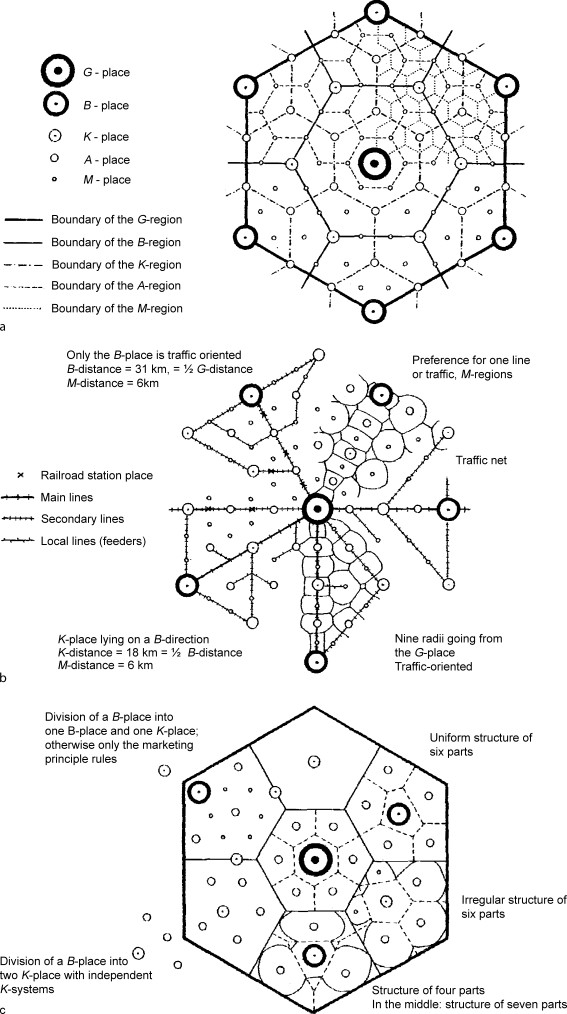 G - place
B - place
K - place
A - place
M - place
Boundary of the G-region
Boundary of the B-region
Boundary of the K-region
Boundary of the A-region
Boundary of the M-region
a
Only the B-place is traffic oriented
B-distance = 31 km, = ½ G-distance
M-distance = 6km
Preference for one line
or traffic, M-regions
Traffic net
Railroad station place
Main lines
Secondary lines
Local lines (feeders)
K-place lying on a B-direction
K-distance = 18 km = ½ B-distance
M-distance = 6 km
Nine radii going from
the G-place
Traffic-oriented
b
Division of a B-place into
one B-place and one K-place;
otherwise only the marketing
principle rules
Uniform structure of
six parts
Irregular structure of
six parts
Division of a B-place into
two K-place with independent
K-systems
Structure of four parts
In the middle: structure of seven parts
c